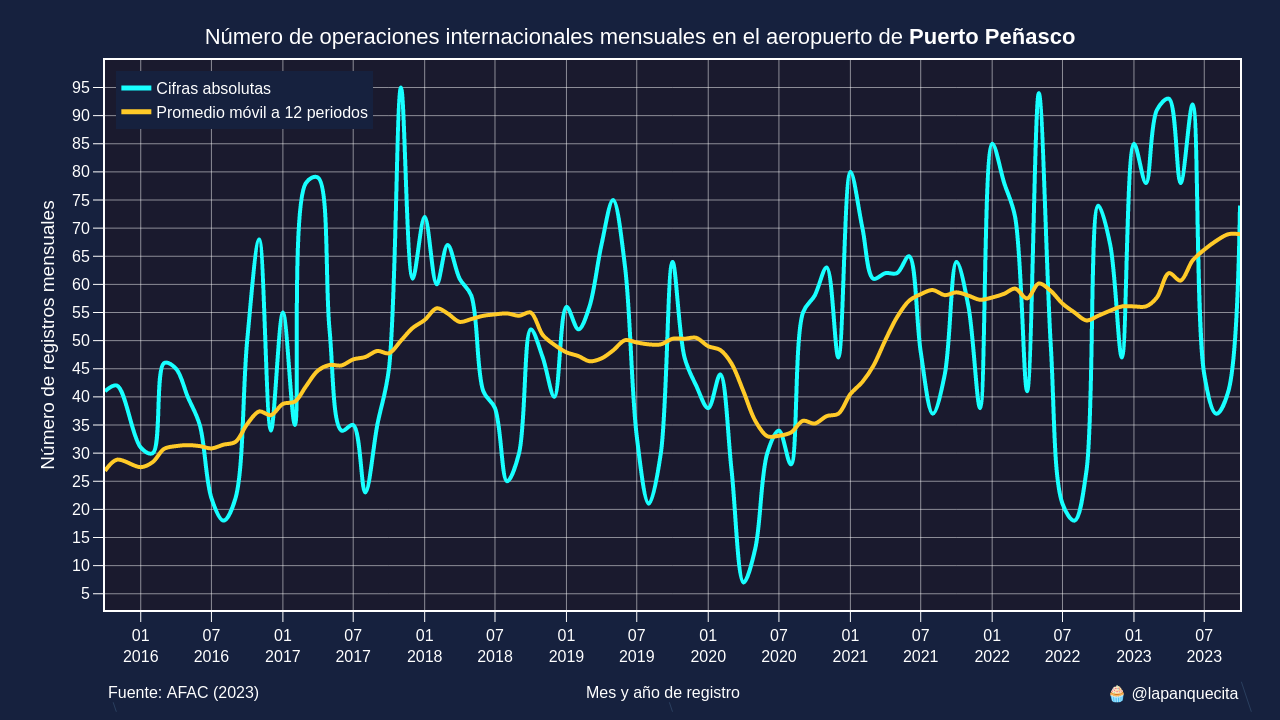 Número de operaciones internacionales mensuales en el aeropuerto de Puerto Peñasco
Cifras absolutas
Promedio móvil a 12 periodos
Número de registros mensuales
95
90
85
80
75
70
65
60
55
50
45
40
35
30
25
20
15
10
5
01 07 01 07 01 07 01 07 01 07 01 07 01 07 01 07
2016 2016 2017 2017 2018 2018 2019 2019 2020 2020 2021 2021 2022 2022 2023 2023
Fuente: AFAC (2023) Mes y año de registro 🧁 @lapanquecita